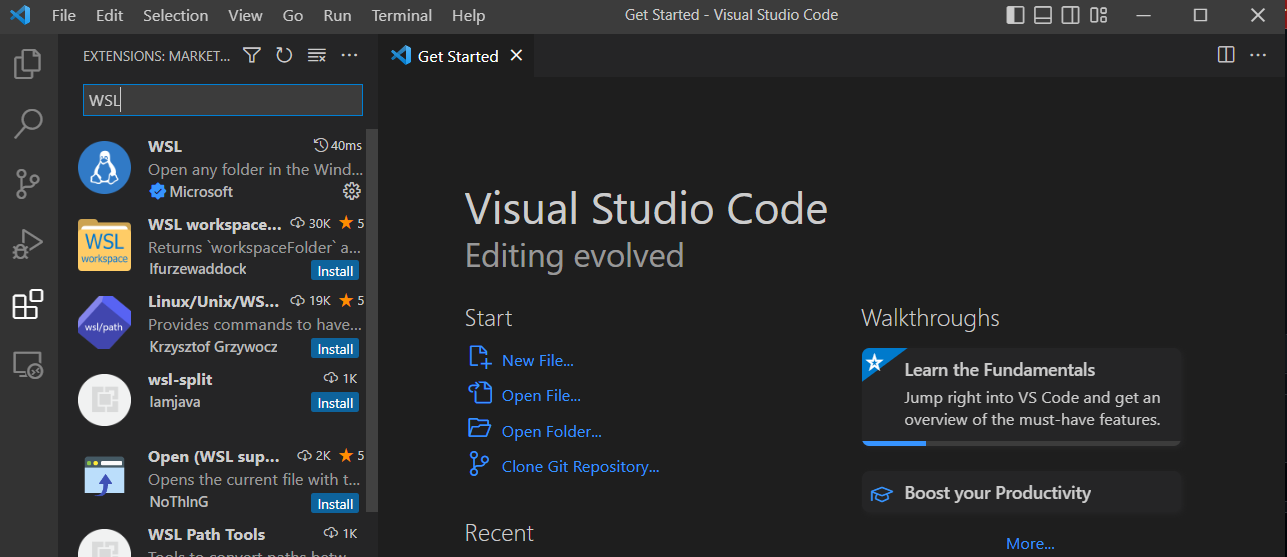 File Edit Selection View Go Run Terminal Help
Get Started - Visual Studio Code
EXTENSIONS: MARKET...
Get Started
WSL
WSL
40ms
Open any folder in the Wind...
Microsoft
WSL workspace...
30K
5
WSL
workspace
Returns `workspaceFolder` a...
lfurzewaddock
Install
Linux/Unix/WS...
19K
5
wsl/path
Provides commands to have...
Krzysztof Grzywocz
Install
wsl-split
1K
Iamjava
Install
Open (WSL sup...
2K
5
Opens the current file with t...
NoThInG
Install
WSL Path Tools
1K
Tools to convert paths betw...
Visual Studio Code
Editing evolved
Start
New File...
Open File...
Open Folder...
Clone Git Repository...
Recent
Walkthroughs
Learn the Fundamentals
Jump right into VS Code and get an
overview of the must-have features.
Boost your Productivity
More...